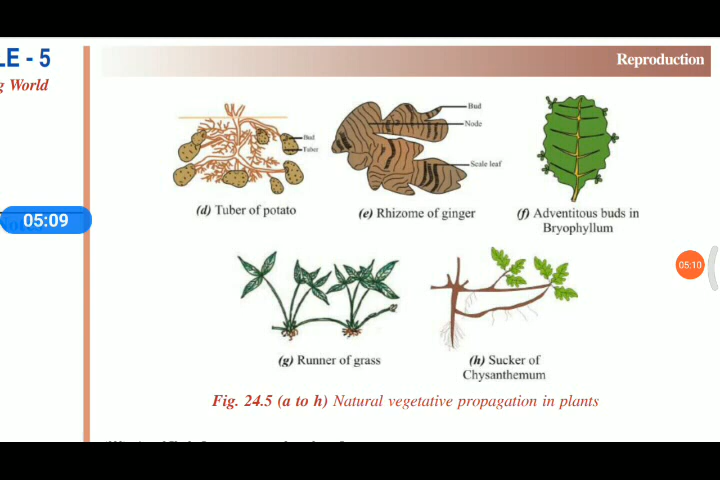 LE - 5
g World
Reproduction
Bud
Tuber
(d) Tuber of potato
Bud
Node
Scale leaf
(e) Rhizome of ginger
(f) Adventitous buds in
Bryophyllum
05:09
05:10
(g) Runner of grass
(h) Sucker of
Chysanthemum
Fig. 24.5 (a to h) Natural vegetative propagation in plants